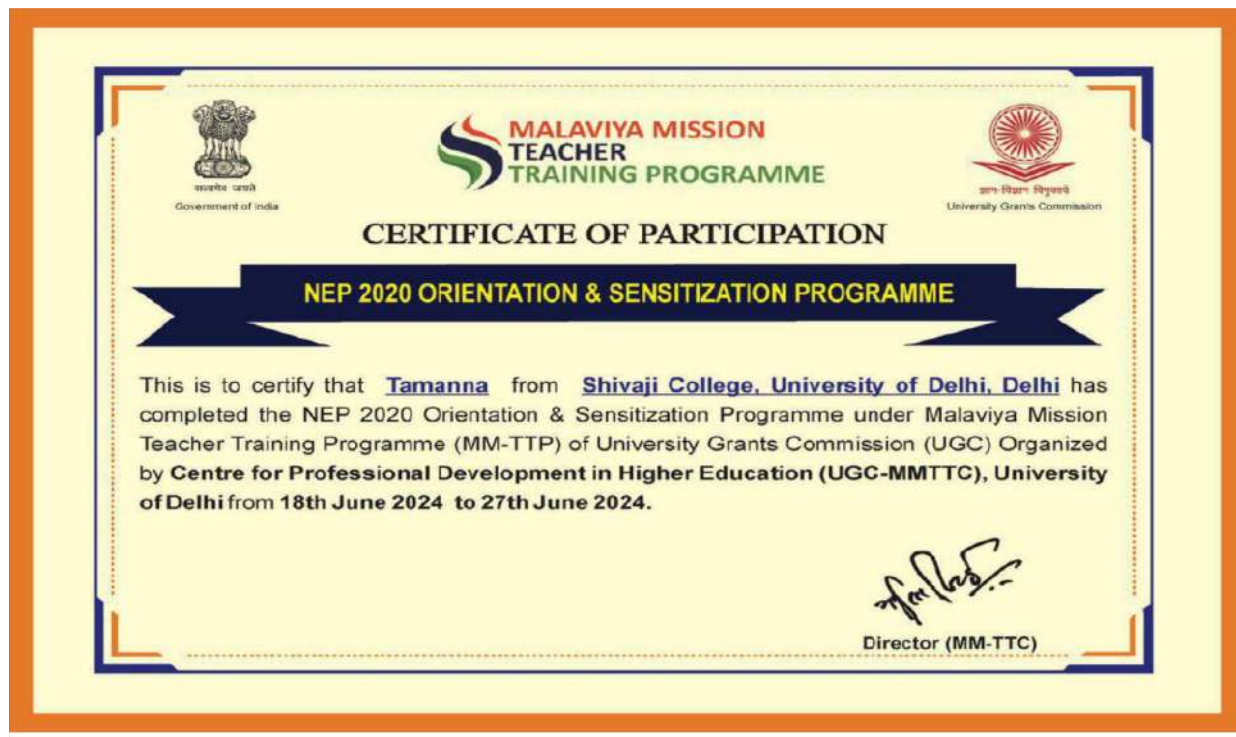 MALAVIYA MISSION
TEACHER
TRAINING PROGRAMME
सत्यमेव जयते
Government of India
ज्ञान-विज्ञान विमुक्तये
University Grants Commission
CERTIFICATE OF PARTICIPATION
NEP 2020 ORIENTATION & SENSITIZATION PROGRAMME
This is to certify that Tamanna from Shivaji College, University of Delhi, Delhi has
completed the NEP 2020 Orientation & Sensitization Programme under Malaviya Mission
Teacher Training Programme (MM-TTP) of University Grants Commission (UGC) Organized
by Centre for Professional Development in Higher Education (UGC-MMTTC), University
of Delhi from 18th June 2024 to 27th June 2024.
Director (MM-TTC)